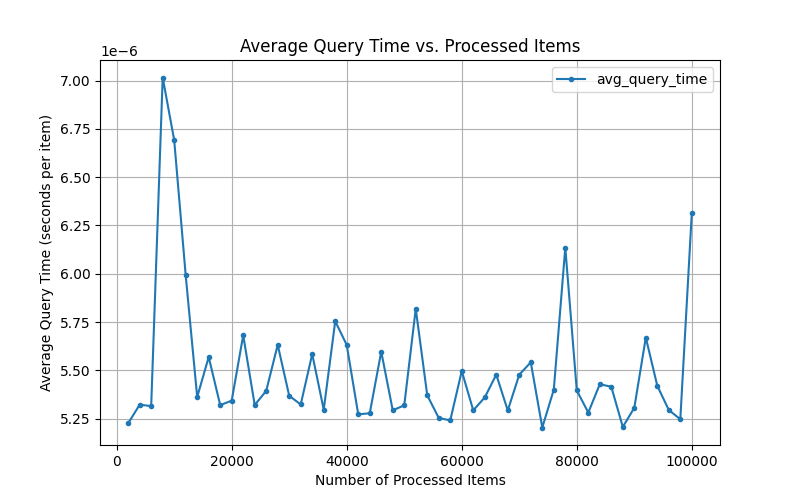 Average Query Time vs. Processed Items
1e−6
avg_query_time
7.00
6.75
6.50
6.25
6.00
5.75
5.50
5.25
Average Query Time (seconds per item)
0 20000 40000 60000 80000 100000
Number of Processed Items